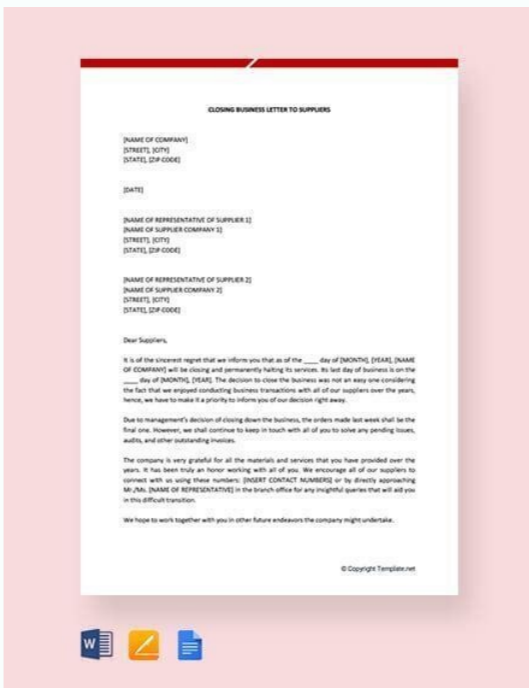 CLOSING BUSINESS LETTER TO SUPPLIERS
[NAME OF COMPANY]
[STREET], [CITY]
[STATE], [ZIP CODE]
[DATE]
[NAME OF REPRESENTATIVE OF SUPPLIER 1]
[NAME OF SUPPLIER COMPANY 1]
[STREET], [CITY]
[STATE], [ZIP CODE]
[NAME OF REPRESENTATIVE OF SUPPLIER 2]
[NAME OF SUPPLIER COMPANY 2]
[STREET], [CITY]
[STATE], [ZIP CODE]
Dear Suppliers,
It is of the sincerest regret that we inform you that as of the ____ day of [MONTH], [YEAR], [NAME
OF COMPANY] will be closing and permanently halting its services. Its last day of business is on the
____ day of [MONTH], [YEAR]. The decision to close the business was not an easy one considering
the fact that we enjoyed conducting business transactions with all of our suppliers over the years,
hence, we have to make it a priority to inform you of our decision right away.
Due to management's decision of closing down the business, the orders made last week shall be the
final one. However, we shall continue to keep in touch with all of you to solve any pending issues,
audits, and other outstanding invoices.
The company is very grateful for all the materials and services that you have provided over the
years. It has been truly an honor working with all of you. We encourage all of our suppliers to
connect with us using these numbers: [INSERT CONTACT NUMBERS] or by directly approaching
Mr./Ms. [NAME OF REPRESENTATIVE] in the branch office for any insightful queries that will aid you
in this difficult transition.
We hope to work together with you in other future endeavors the company might undertake.
© Copyright Template.net
W